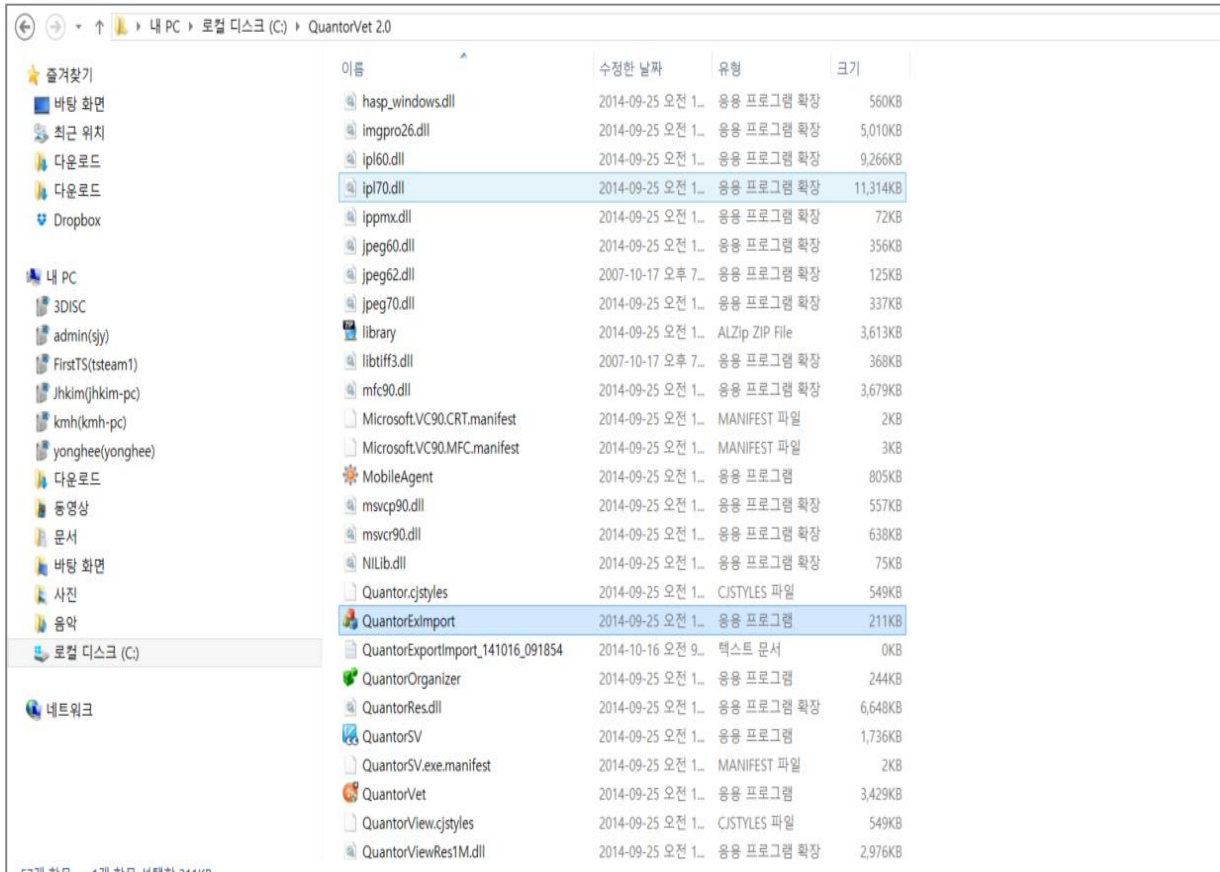 내 PC ▸ 로컬 디스크 (C:) ▸ QuantorVet 2.0
이름 수정한 날짜 유형 크기
즐겨찾기
바탕 화면
최근 위치
다운로드
다운로드
Dropbox
내 PC
3DISC
admin(sjy)
FirstTS(tsteam1)
Jhkim(jhkim-pc)
kmh(kmh-pc)
yonghee(yonghee)
다운로드
동영상
문서
바탕 화면
사진
음악
로컬 디스크 (C:)
네트워크
hasp_windows.dll 2014-09-25 오전 1... 응용 프로그램 확장 560KB
imgpro26.dll 2014-09-25 오전 1... 응용 프로그램 확장 5,010KB
ipl60.dll 2014-09-25 오전 1... 응용 프로그램 확장 9,266KB
ipl70.dll 2014-09-25 오전 1... 응용 프로그램 확장 11,314KB
ippmx.dll 2014-09-25 오전 1... 응용 프로그램 확장 72KB
jpeg60.dll 2014-09-25 오전 1... 응용 프로그램 확장 356KB
jpeg62.dll 2007-10-17 오후 7... 응용 프로그램 확장 125KB
jpeg70.dll 2014-09-25 오전 1... 응용 프로그램 확장 337KB
library 2014-09-25 오전 1... ALZip ZIP File 3,613KB
libtiff3.dll 2007-10-17 오후 7... 응용 프로그램 확장 368KB
mfc90.dll 2014-09-25 오전 1... 응용 프로그램 확장 3,679KB
Microsoft.VC90.CRT.manifest 2014-09-25 오전 1... MANIFEST 파일 2KB
Microsoft.VC90.MFC.manifest 2014-09-25 오전 1... MANIFEST 파일 3KB
MobileAgent 2014-09-25 오전 1... 응용 프로그램 805KB
msvcp90.dll 2014-09-25 오전 1... 응용 프로그램 확장 557KB
msvcr90.dll 2014-09-25 오전 1... 응용 프로그램 확장 638KB
NILib.dll 2014-09-25 오전 1... 응용 프로그램 확장 75KB
Quantor.cjstyles 2014-09-25 오전 1... CJSTYLES 파일 549KB
QuantorExImport 2014-09-25 오전 1... 응용 프로그램 211KB
QuantorExportImport_141016_091854 2014-10-16 오전 9... 텍스트 문서 0KB
QuantorOrganizer 2014-09-25 오전 1... 응용 프로그램 244KB
QuantorRes.dll 2014-09-25 오전 1... 응용 프로그램 확장 6,648KB
QuantorSV 2014-09-25 오전 1... 응용 프로그램 1,736KB
QuantorSV.exe.manifest 2014-09-25 오전 1... MANIFEST 파일 2KB
QuantorVet 2014-09-25 오전 1... 응용 프로그램 3,429KB
QuantorView.cjstyles 2014-09-25 오전 1... CJSTYLES 파일 549KB
QuantorViewRes1M.dll 2014-09-25 오전 1... 응용 프로그램 확장 2,976KB